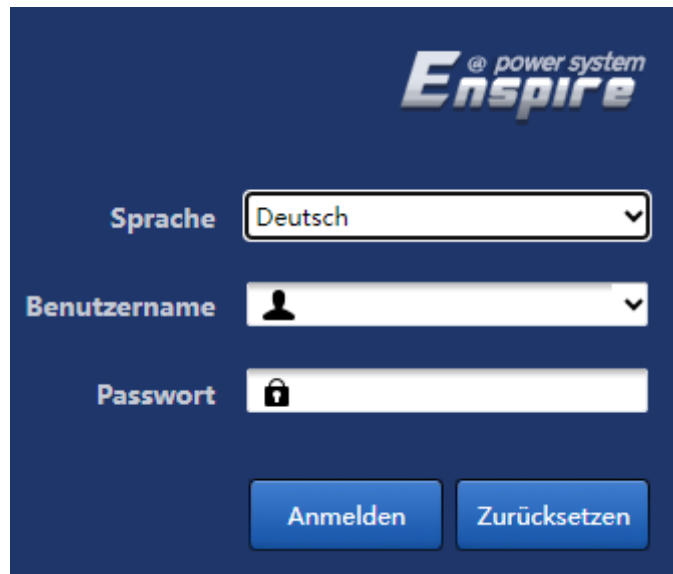 @ power system
Enspire
Sprache
Deutsch
Benutzername
Passwort
Anmelden
Zurücksetzen